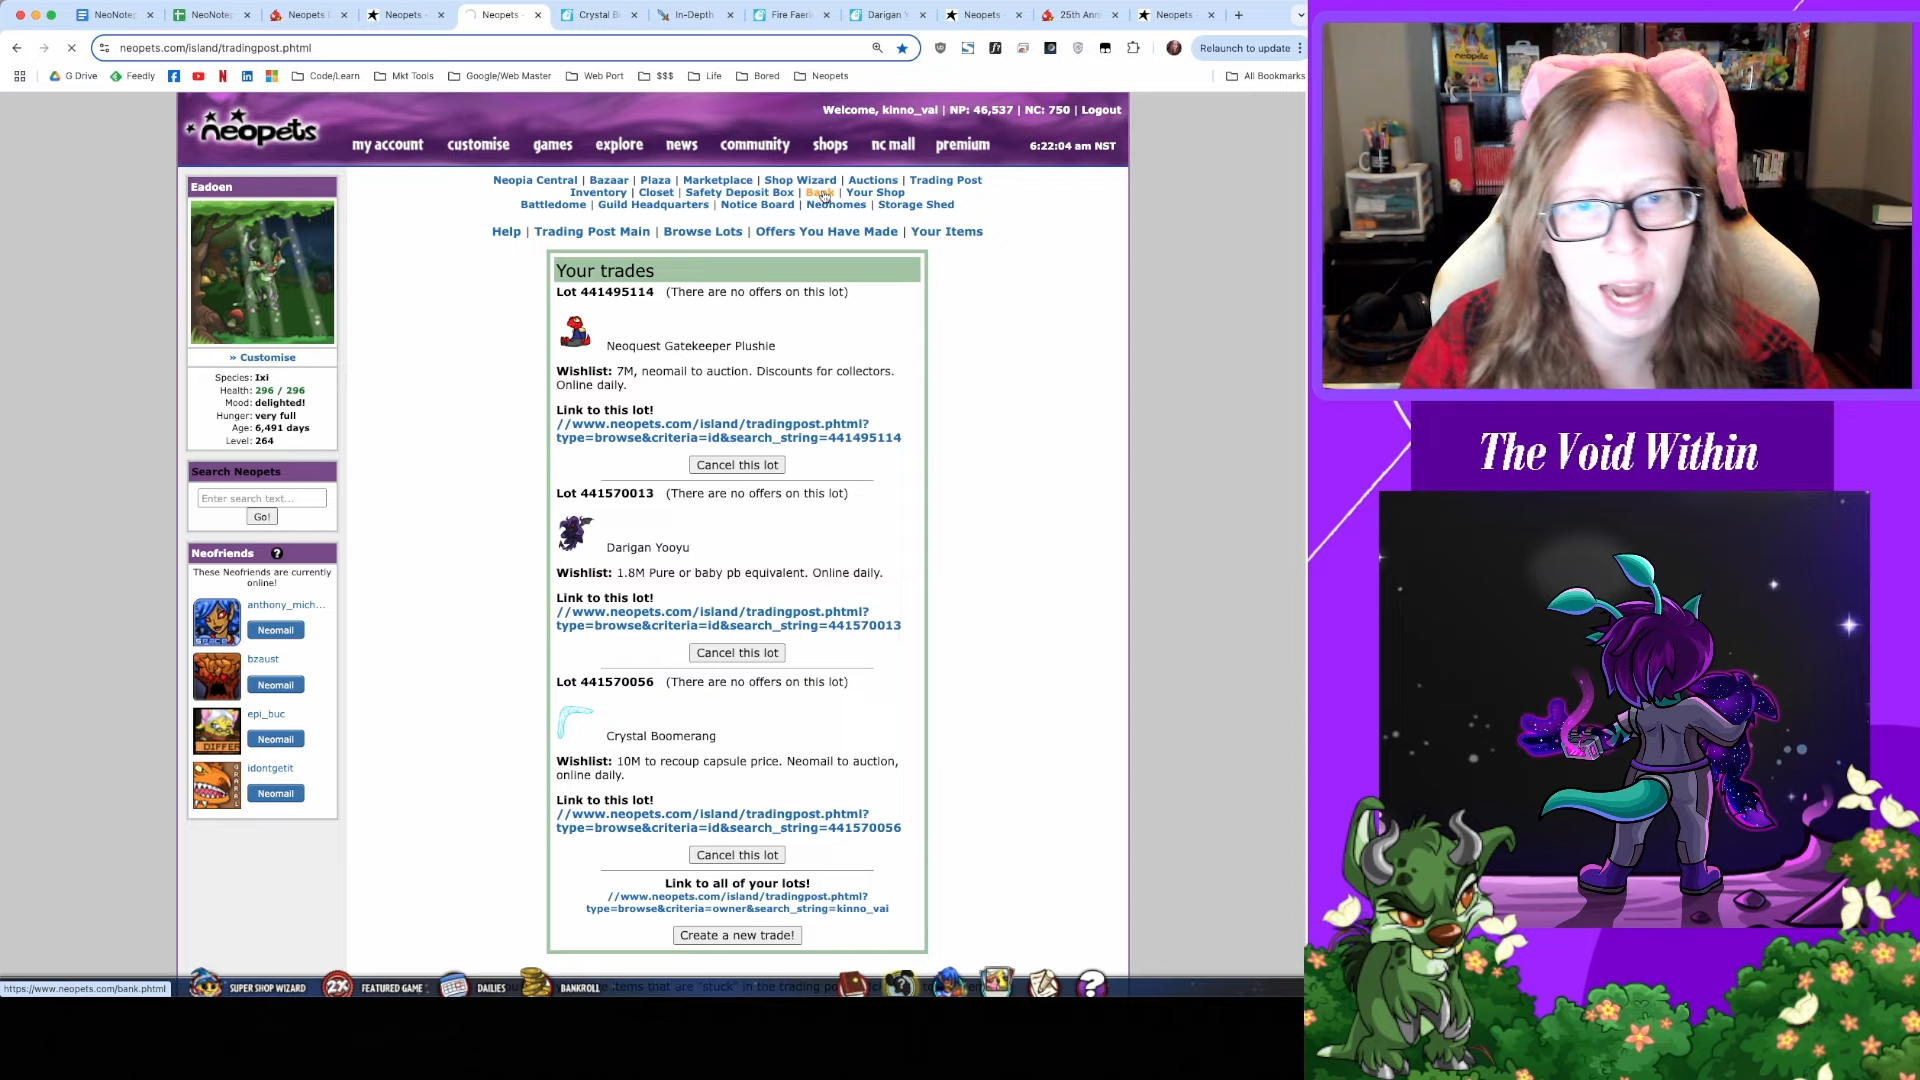 NeoNote
NeoNote
Neopets D
Neopets -
Neopets -
Crystal B
In-Depth
Fire Faeri
Darigan Y
Neopets
25th Ann
Neopets
neopets.com/island/tradingpost.phtml
Relaunch to update
G Drive
Feedly
Code/Learn
Mkt Tools
Google/Web Master
Web Port
$$$
Life
Bored
Neopets
All Bookmarks
neopets
Welcome, kinno_vai | NP: 46,537 | NC: 750 | Logout
my account customise games explore news community shops nc mall premium 6:22:04 am NST
Neopia Central | Bazaar | Plaza | Marketplace | Shop Wizard | Auctions | Trading Post
Inventory | Closet | Safety Deposit Box | Bank | Your Shop
Battledome | Guild Headquarters | Notice Board | Neohomes | Storage Shed
Help | Trading Post Main | Browse Lots | Offers You Have Made | Your Items
Eadoen
» Customise
Species: Ixi
Health: 296 / 296
Mood: delighted!
Hunger: very full
Age: 6,491 days
Level: 264
Search Neopets
Enter search text...
Go!
Neofriends ?
These Neofriends are currently
online!
anthony_mich...
Neomail
bzaust
Neomail
epi_buc
Neomail
idontgetit
Neomail
Your trades
Lot 441495114 (There are no offers on this lot)
Neoquest Gatekeeper Plushie
Wishlist: 7M, neomail to auction. Discounts for collectors.
Online daily.
Link to this lot!
//www.neopets.com/island/tradingpost.phtml?
type=browse&criteria=id&search_string=441495114
Cancel this lot
Lot 441570013 (There are no offers on this lot)
Darigan Yooyu
Wishlist: 1.8M Pure or baby pb equivalent. Online daily.
Link to this lot!
//www.neopets.com/island/tradingpost.phtml?
type=browse&criteria=id&search_string=441570013
Cancel this lot
Lot 441570056 (There are no offers on this lot)
Crystal Boomerang
Wishlist: 10M to recoup capsule price. Neomail to auction,
online daily.
Link to this lot!
//www.neopets.com/island/tradingpost.phtml?
type=browse&criteria=id&search_string=441570056
Cancel this lot
Link to all of your lots!
//www.neopets.com/island/tradingpost.phtml?
type=browse&criteria=owner&search_string=kinno_vai
Create a new trade!
items that are "stuck" in the trading
https://www.neopets.com/bank.phtml
SUPER SHOP WIZARD
2X FEATURED GAME
DAILIES
BANKROLL
?
The Void Within